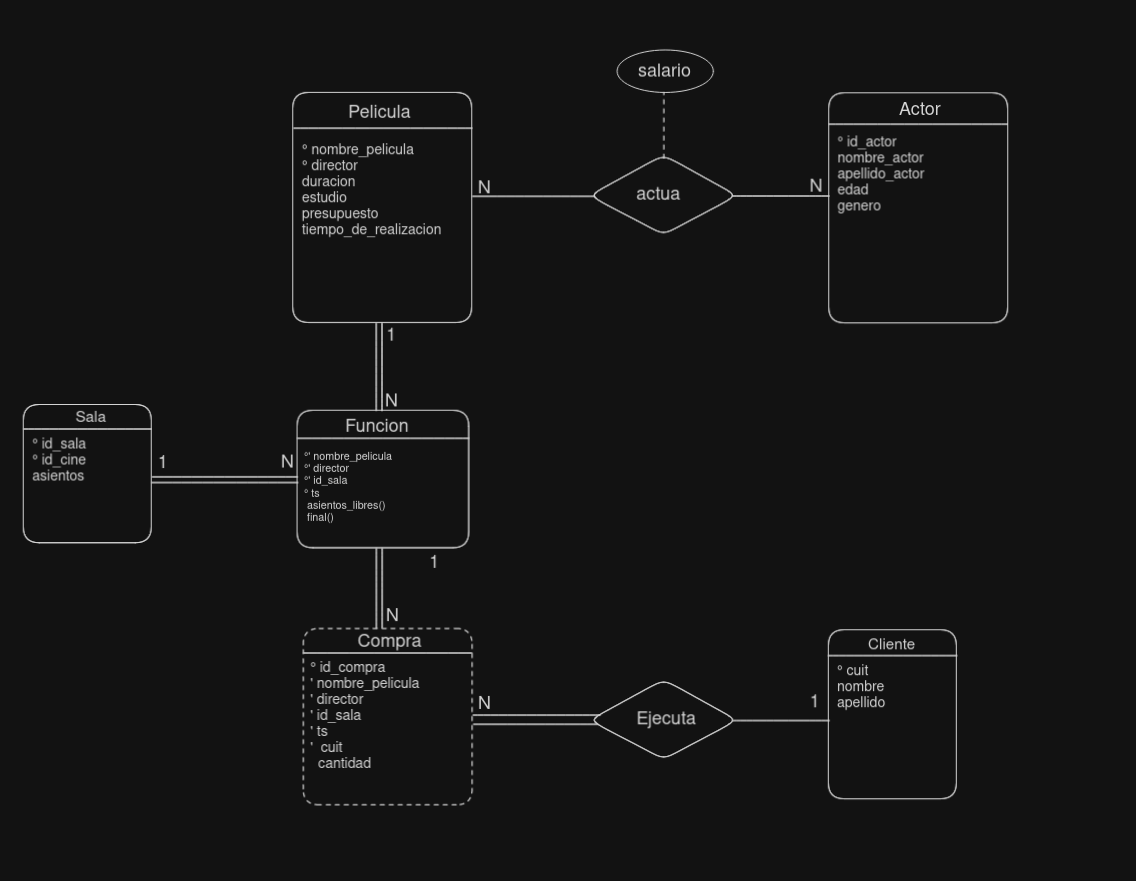 salario
Pelicula
° nombre_pelicula
° director
duracion
estudio
presupuesto
tiempo_de_realizacion
N
actua
N
Actor
° id_actor
nombre_actor
apellido_actor
edad
genero
1
N
Sala
° id_sala
° id_cine
asientos
1
N
Funcion
°' nombre_pelicula
°' director
°' id_sala
° ts
asientos_libres()
final()
1
N
Compra
° id_compra
' nombre_pelicula
' director
' id_sala
' ts
' cuit
cantidad
N
Ejecuta
1
Cliente
° cuit
nombre
apellido